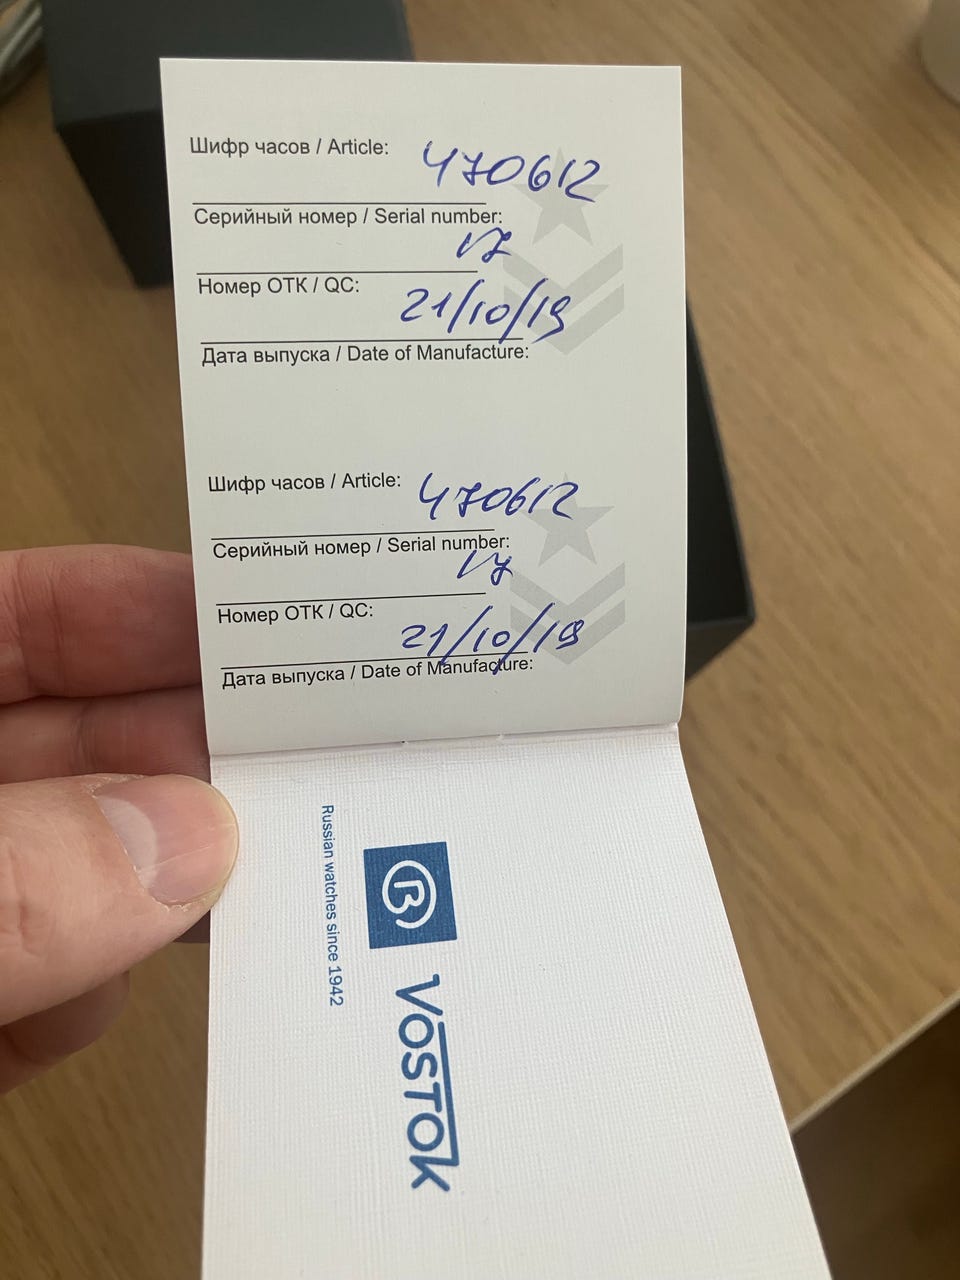 Шифр часов / Article: 470612
Серийный номер / Serial number:
17
Номер ОТК / QC:
21/10/19
Дата выпуска / Date of Manufacture:
Шифр часов / Article: 470612
Серийный номер / Serial number:
17
Номер ОТК / QC:
21/10/19
Дата выпуска / Date of Manufacture:
B
VOSTOK
Russian watches since 1942